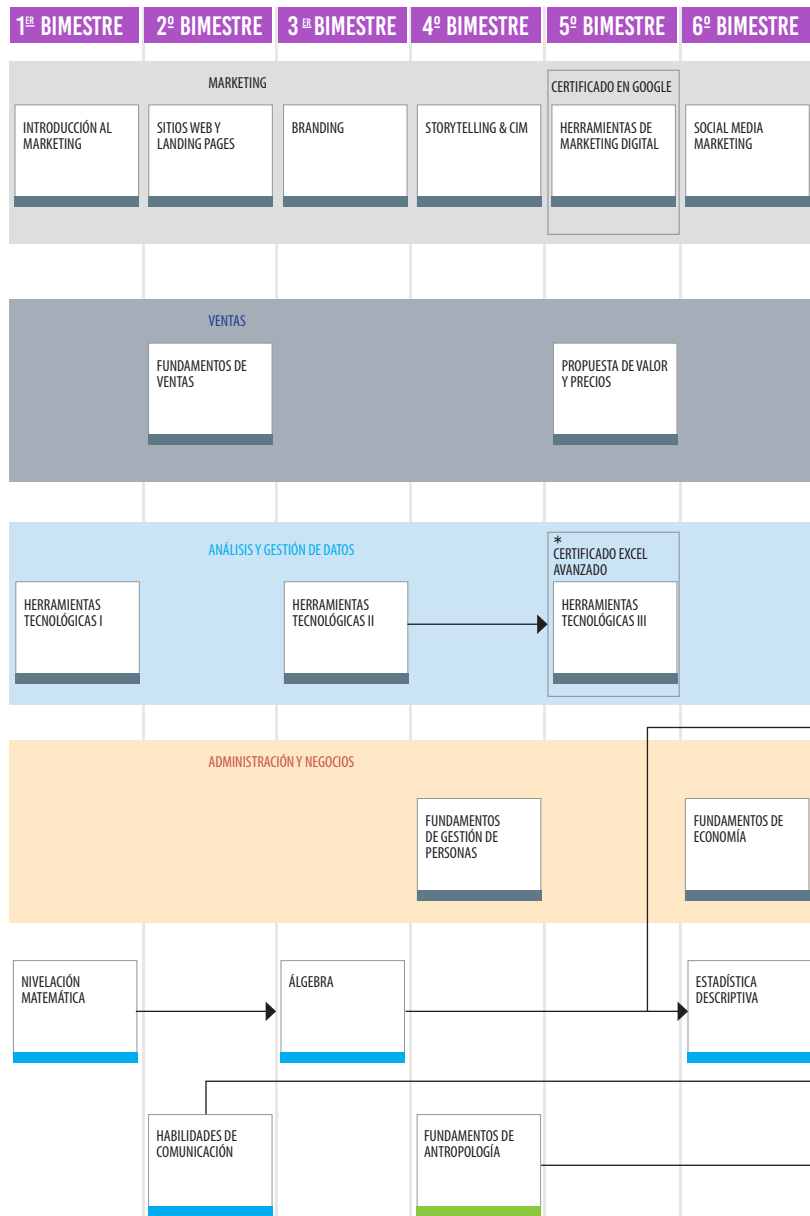 1ER BIMESTRE
2º BIMESTRE
3 ER BIMESTRE
4º BIMESTRE
5º BIMESTRE
6º BIMESTRE
MARKETING
CERTIFICADO EN GOOGLE
INTRODUCCIÓN AL
MARKETING
SITIOS WEB Y
LANDING PAGES
BRANDING
STORYTELLING & CIM
HERRAMIENTAS DE
MARKETING DIGITAL
SOCIAL MEDIA
MARKETING
VENTAS
FUNDAMENTOS DE
VENTAS
PROPUESTA DE VALOR
Y PRECIOS
ANÁLISIS Y GESTIÓN DE DATOS
*
CERTIFICADO EXCEL
AVANZADO
HERRAMIENTAS
TECNOLÓGICAS I
HERRAMIENTAS
TECNOLÓGICAS II
HERRAMIENTAS
TECNOLÓGICAS III
ADMINISTRACIÓN Y NEGOCIOS
FUNDAMENTOS
DE GESTIÓN DE
PERSONAS
FUNDAMENTOS DE
ECONOMÍA
NIVELACIÓN
MATEMÁTICA
ÁLGEBRA
ESTADÍSTICA
DESCRIPTIVA
HABILIDADES DE
COMUNICACIÓN
FUNDAMENTOS DE
ANTROPOLOGÍA